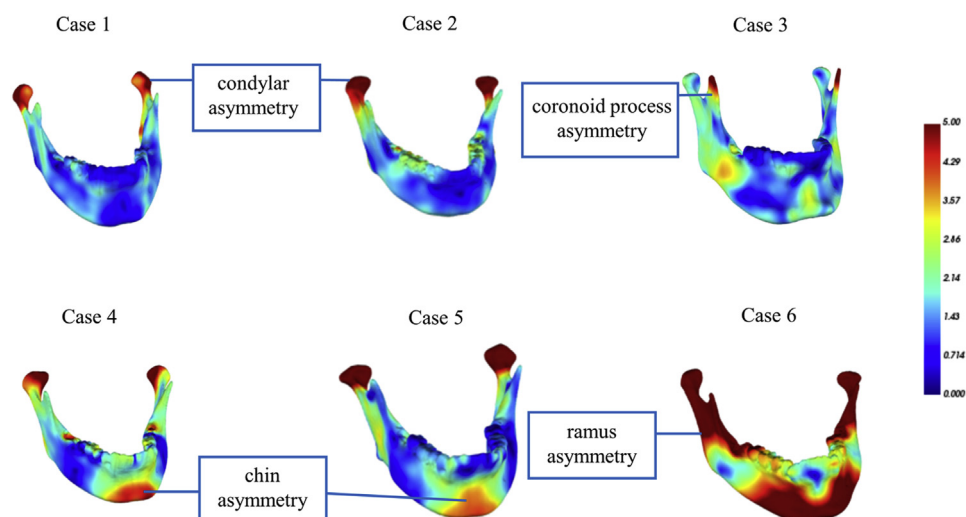 Case 1
Case 2
Case 3
condylar
asymmetry
coronoid process
asymmetry
5.00
4.29
3.57
2.86
2.14
1.43
0.714
0.000
Case 4
Case 5
Case 6
chin
asymmetry
ramus
asymmetry